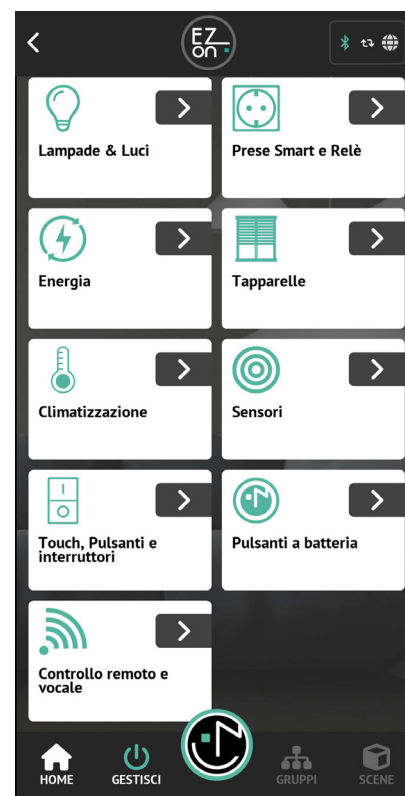 EZ
on
Lampade & Luci
Prese Smart e Relè
Energia
Tapparelle
Climatizzazione
Sensori
Touch, Pulsanti e
interruttori
Pulsanti a batteria
Controllo remoto e
vocale
HOME
GESTISCI
GRUPPI
SCENE